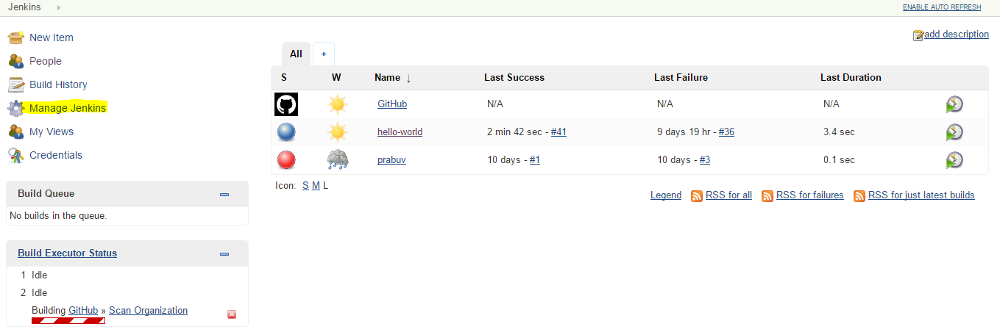 Jenkins
ENABLE AUTO REFRESH
New Item
People
Build History
Manage Jenkins
My Views
Credentials
Build Queue
No builds in the queue.
Build Executor Status
1 Idle
2 Idle
Building GitHub » Scan Organization
add description
All +
S W Name ↓ Last Success Last Failure Last Duration
GitHub N/A N/A N/A
hello-world 2 min 42 sec - #41 9 days 19 hr - #36 3.4 sec
prabuv 10 days - #1 10 days - #3 0.1 sec
Icon: S M L
Legend RSS for all RSS for failures RSS for just latest builds